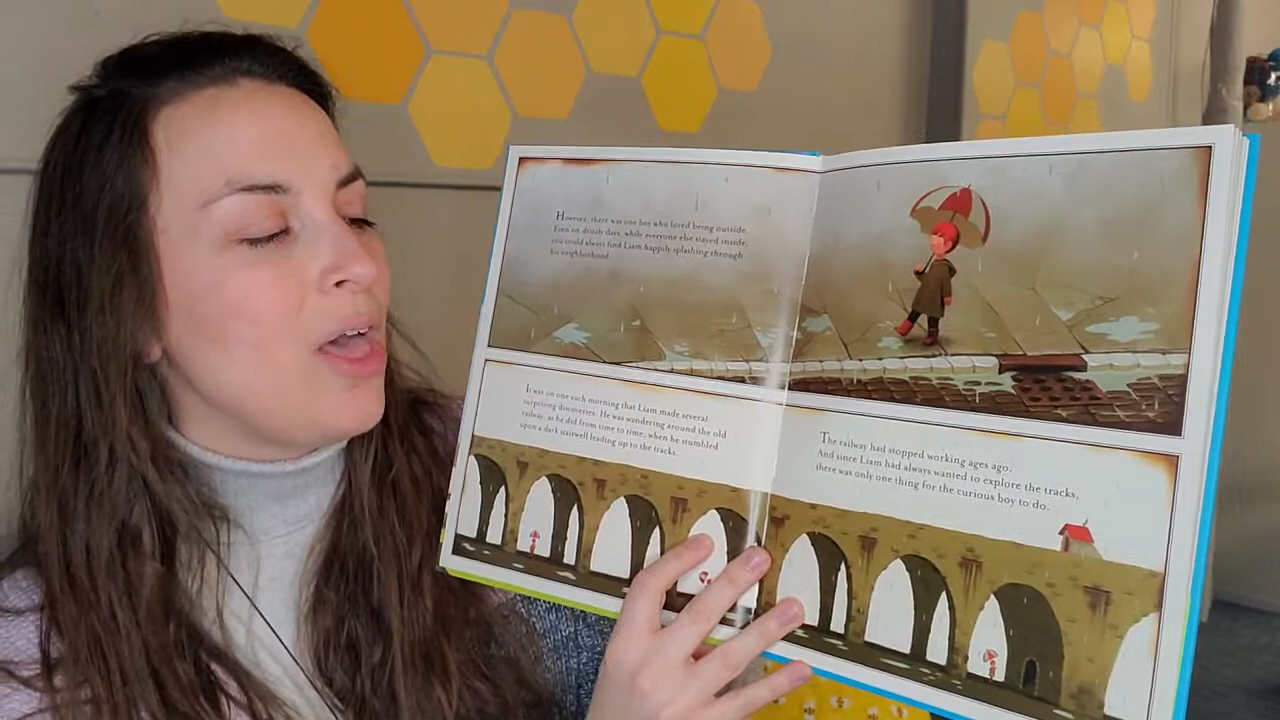 However, there was one boy who loved being outside.
Even on drizzly days, while everyone else stayed inside,
you could always find Liam happily splashing through
his neighborhood.
It was on one such morning that Liam made several
surprising discoveries. He was wandering around the old
railway, as he did from time to time, when he stumbled
upon a dark stairwell leading up to the tracks.
The railway had stopped working ages ago.
And since Liam had always wanted to explore the tracks,
there was only one thing for the curious boy to do.